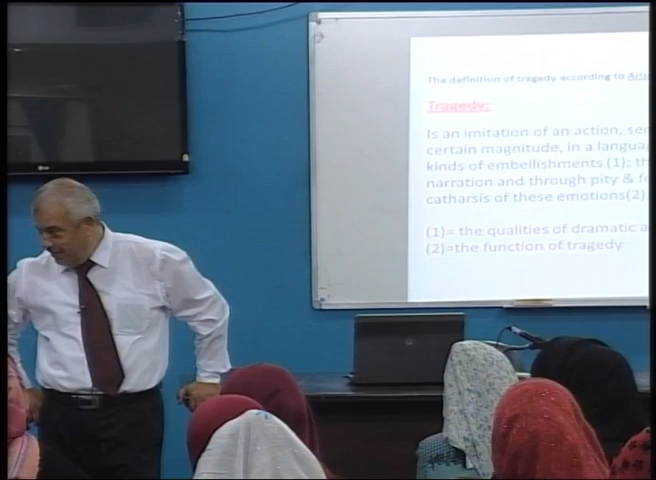 LG
The definition of tragedy according to
Tragedy:
Is an imitation of an action,
certain magnitude, in a
kinds of embellishments (1);
narration and through pity &
catharsis of these emotions(2)
(1)= the qualities of dramatic
(2)=the function of tragedy